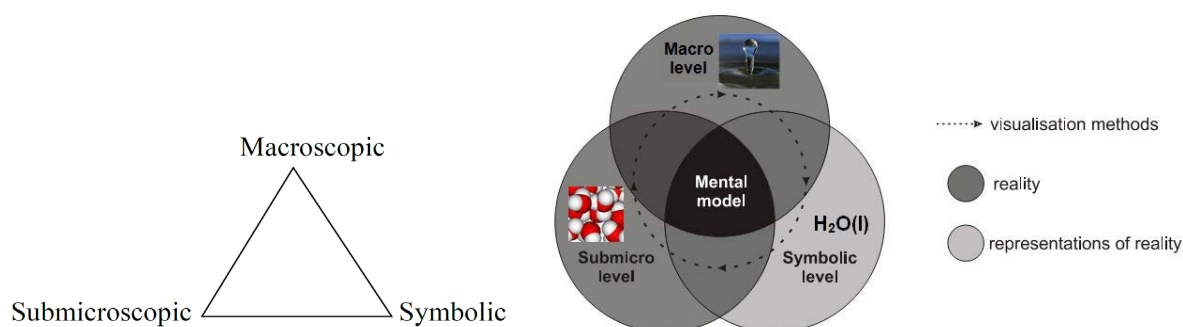 Macroscopic
Submicroscopic
Symbolic
Macro
level
Mental
model
H₂O(l)
Submicro
level
Symbolic
level
visualisation methods
reality
representations of reality